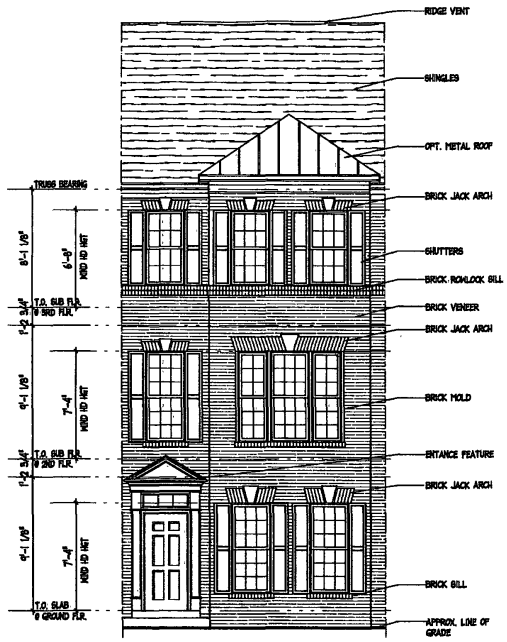 RIDGE VENT
SHINGLES
OPT. METAL ROOF
TRUSS BEARING
BRICK JACK ARCH
8'-1 1/8"
6'-8"
WIND HD HGT
SHUTTERS
BRICK ROWLOCK SILL
T.O. SUB FLR.
@ 3RD FLR.
1'-2 3/4"
BRICK VENEER
BRICK JACK ARCH
9'-1 1/8"
7'-4"
WIND HD HGT
BRICK MOLD
T.O. SUB FLR.
@ 2ND FLR.
1'-2 3/4"
ENTANCE FEATURE
BRICK JACK ARCH
9'-1 1/8"
7'-4"
WIND HD HGT
BRICK SILL
T.O. SLAB
@ GROUND FLR.
APPROX. LINE OF
GRADE